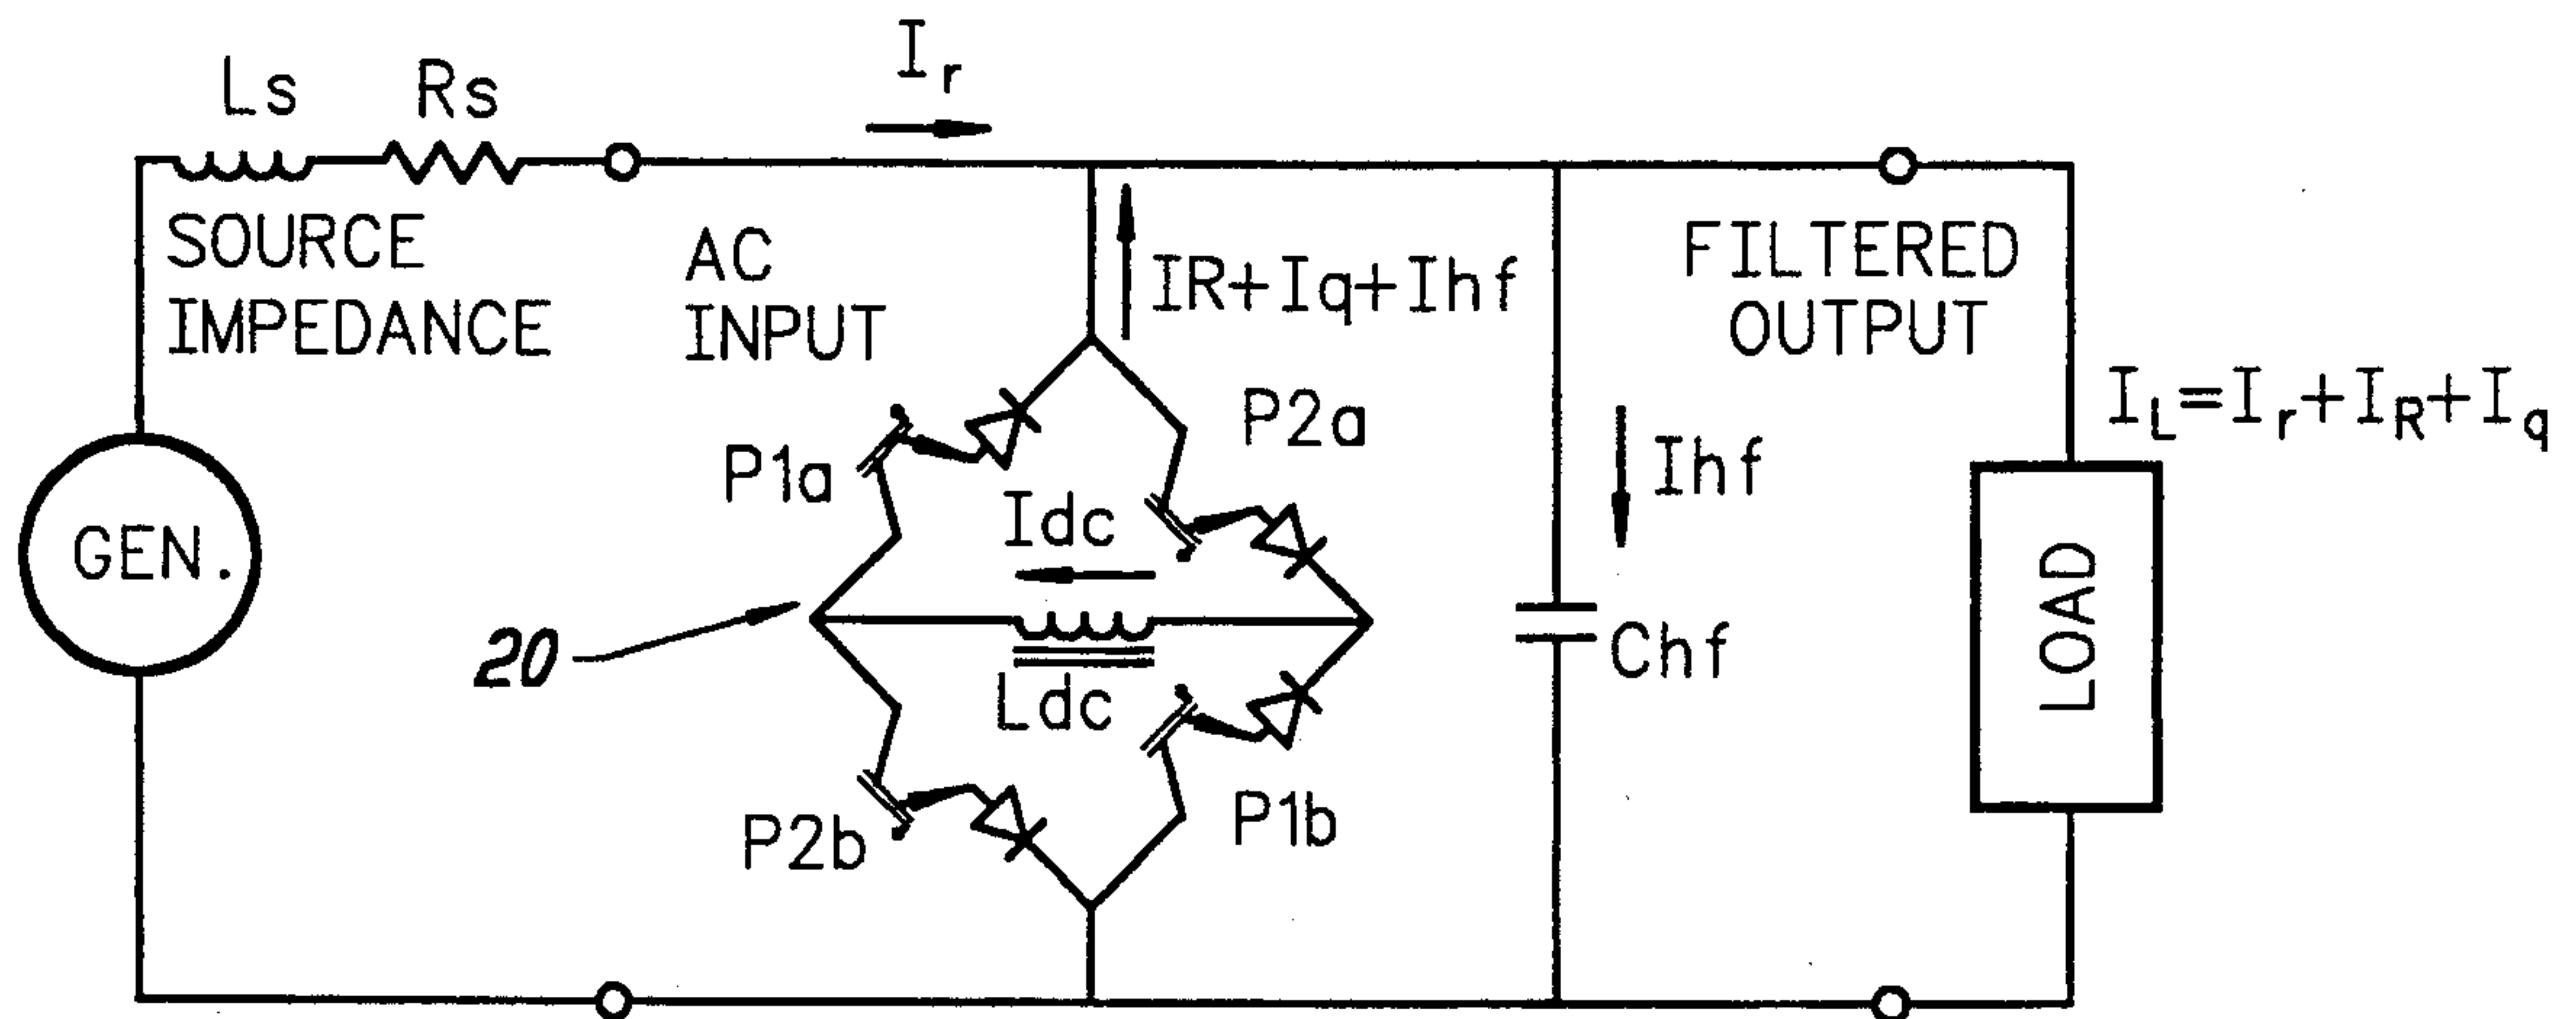 Ls
Rs
Ir
SOURCE
IMPEDANCE
AC
INPUT
IR+Iq+Ihf
FILTERED
OUTPUT
P1a
P2a
IL=Ir+IR+Iq
GEN.
Idc
Ihf
20
Ldc
Chf
LOAD
P2b
P1b